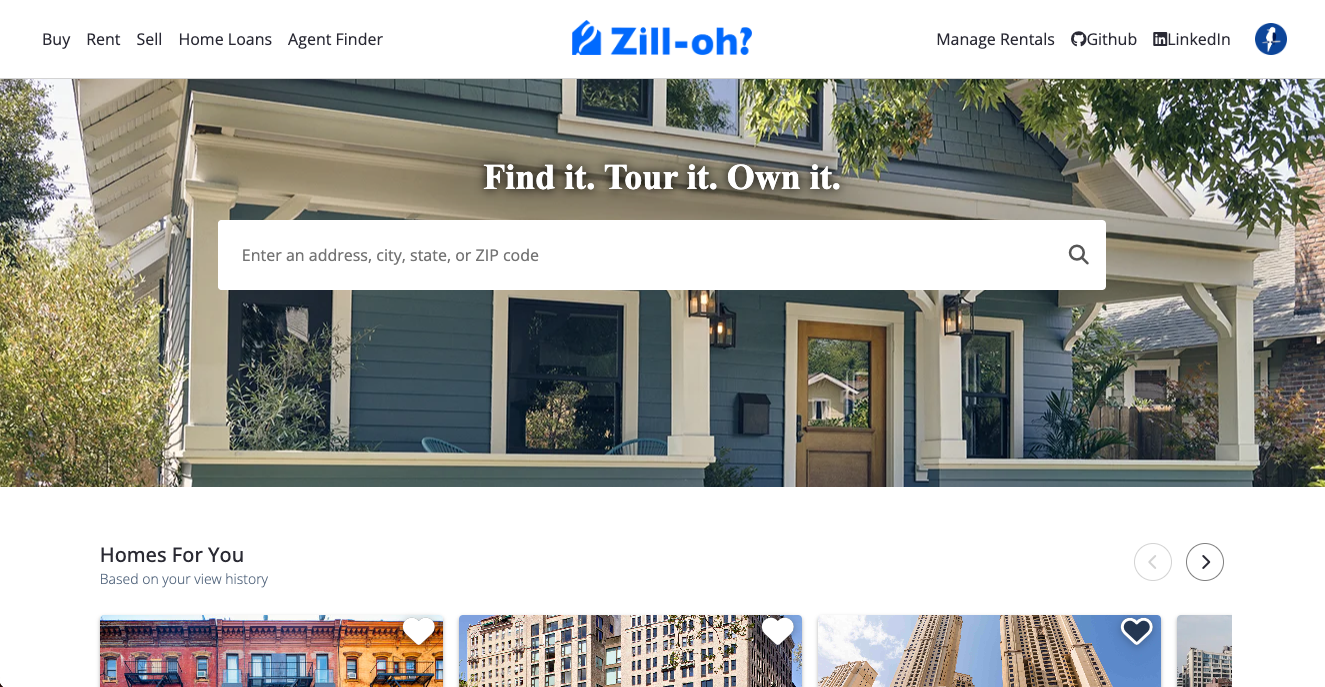 Buy Rent Sell Home Loans Agent Finder
Zill-oh?
Manage Rentals Github LinkedIn
Find it. Tour it. Own it.
Enter an address, city, state, or ZIP code
Homes For You
Based on your view history